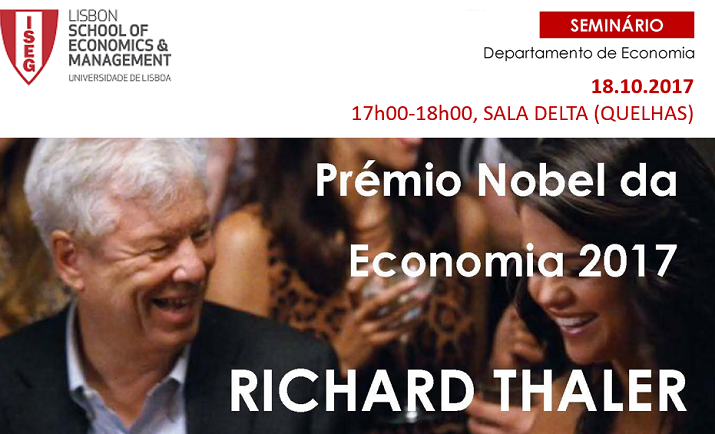 ISEG
LISBON
SCHOOL OF
ECONOMICS &
MANAGEMENT
UNIVERSIDADE DE LISBOA
SEMINÁRIO
Departamento de Economia
18.10.2017
17h00-18h00, SALA DELTA (QUELHAS)
Prémio Nobel da
Economia 2017
RICHARD THALER